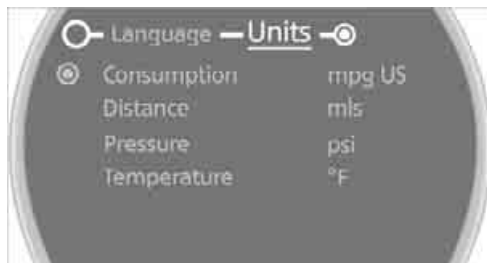 Language Units
Consumption mpg US
Distance mls
Pressure psi
Temperature °F